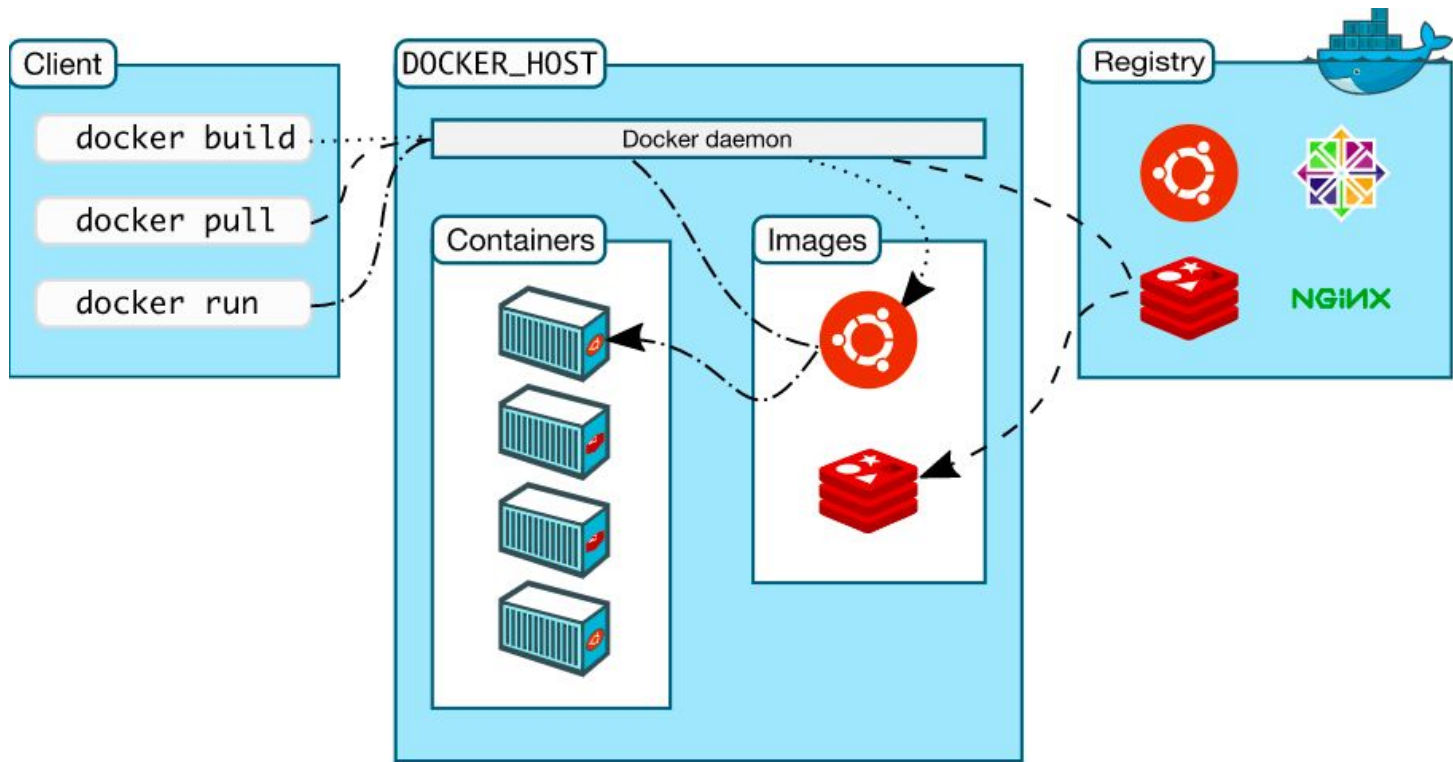 Client
docker build
docker pull
docker run
DOCKER_HOST
Docker daemon
Containers
Images
Registry
NGiNX